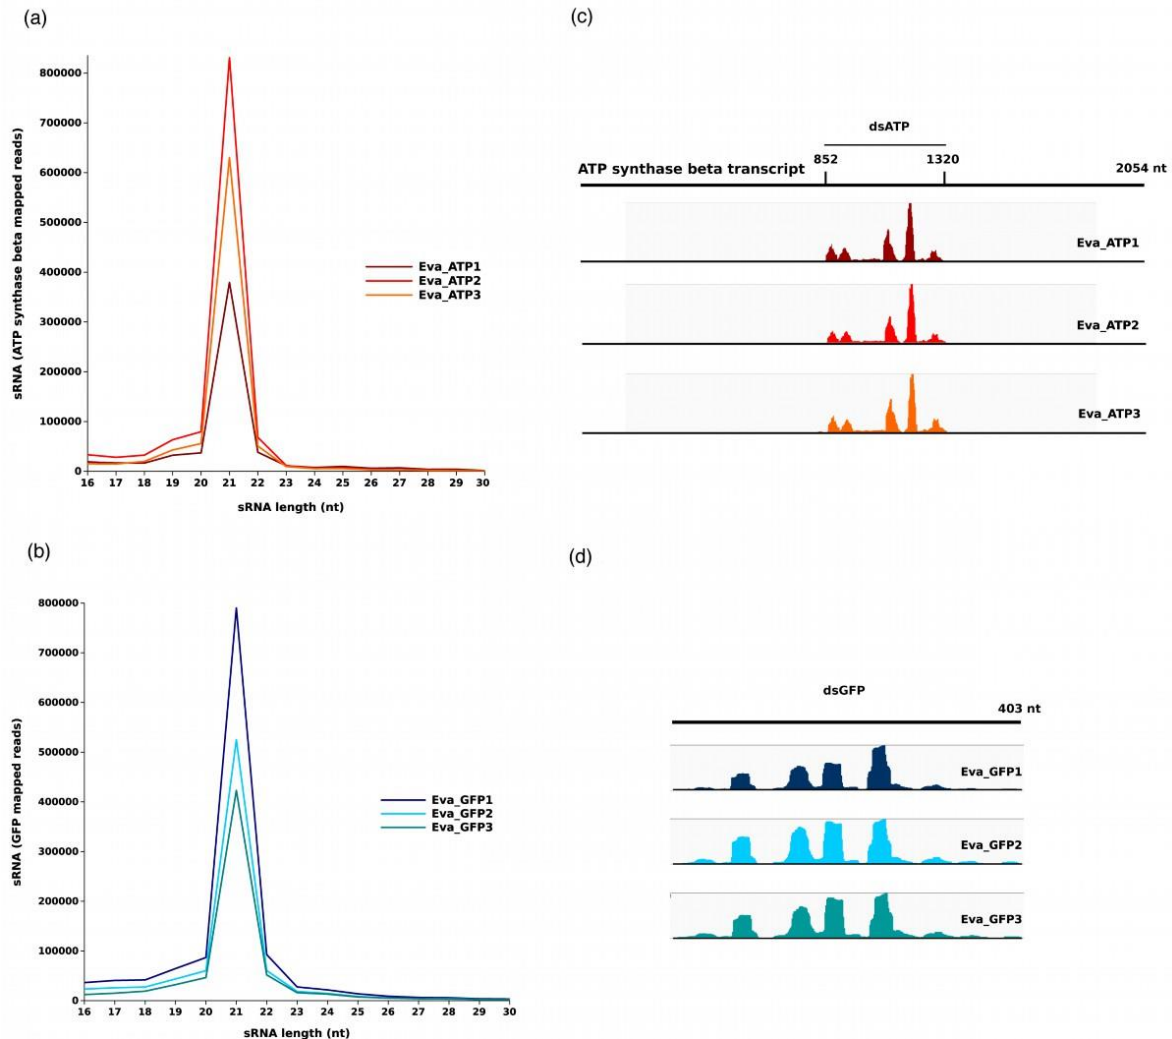 (a)
800000
700000
600000
500000
400000
300000
200000
100000
0
16 17 18 19 20 21 22 23 24 25 26 27 28 29 30
sRNA length (nt)
sRNA (ATP synthase beta mapped reads)
Eva_ATP1
Eva_ATP2
Eva_ATP3
(c)
dsATP
852 1320
ATP synthase beta transcript 2054 nt
Eva_ATP1
Eva_ATP2
Eva_ATP3
(b)
800000
700000
600000
500000
400000
300000
200000
100000
0
16 17 18 19 20 21 22 23 24 25 26 27 28 29 30
sRNA length (nt)
sRNA (GFP mapped reads)
Eva_GFP1
Eva_GFP2
Eva_GFP3
(d)
dsGFP
403 nt
Eva_GFP1
Eva_GFP2
Eva_GFP3